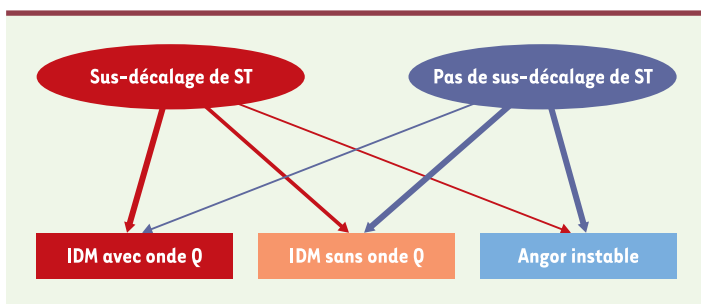 Sus-décalage de ST
Pas de sus-décalage de ST
IDM avec onde Q
IDM sans onde Q
Angor instable